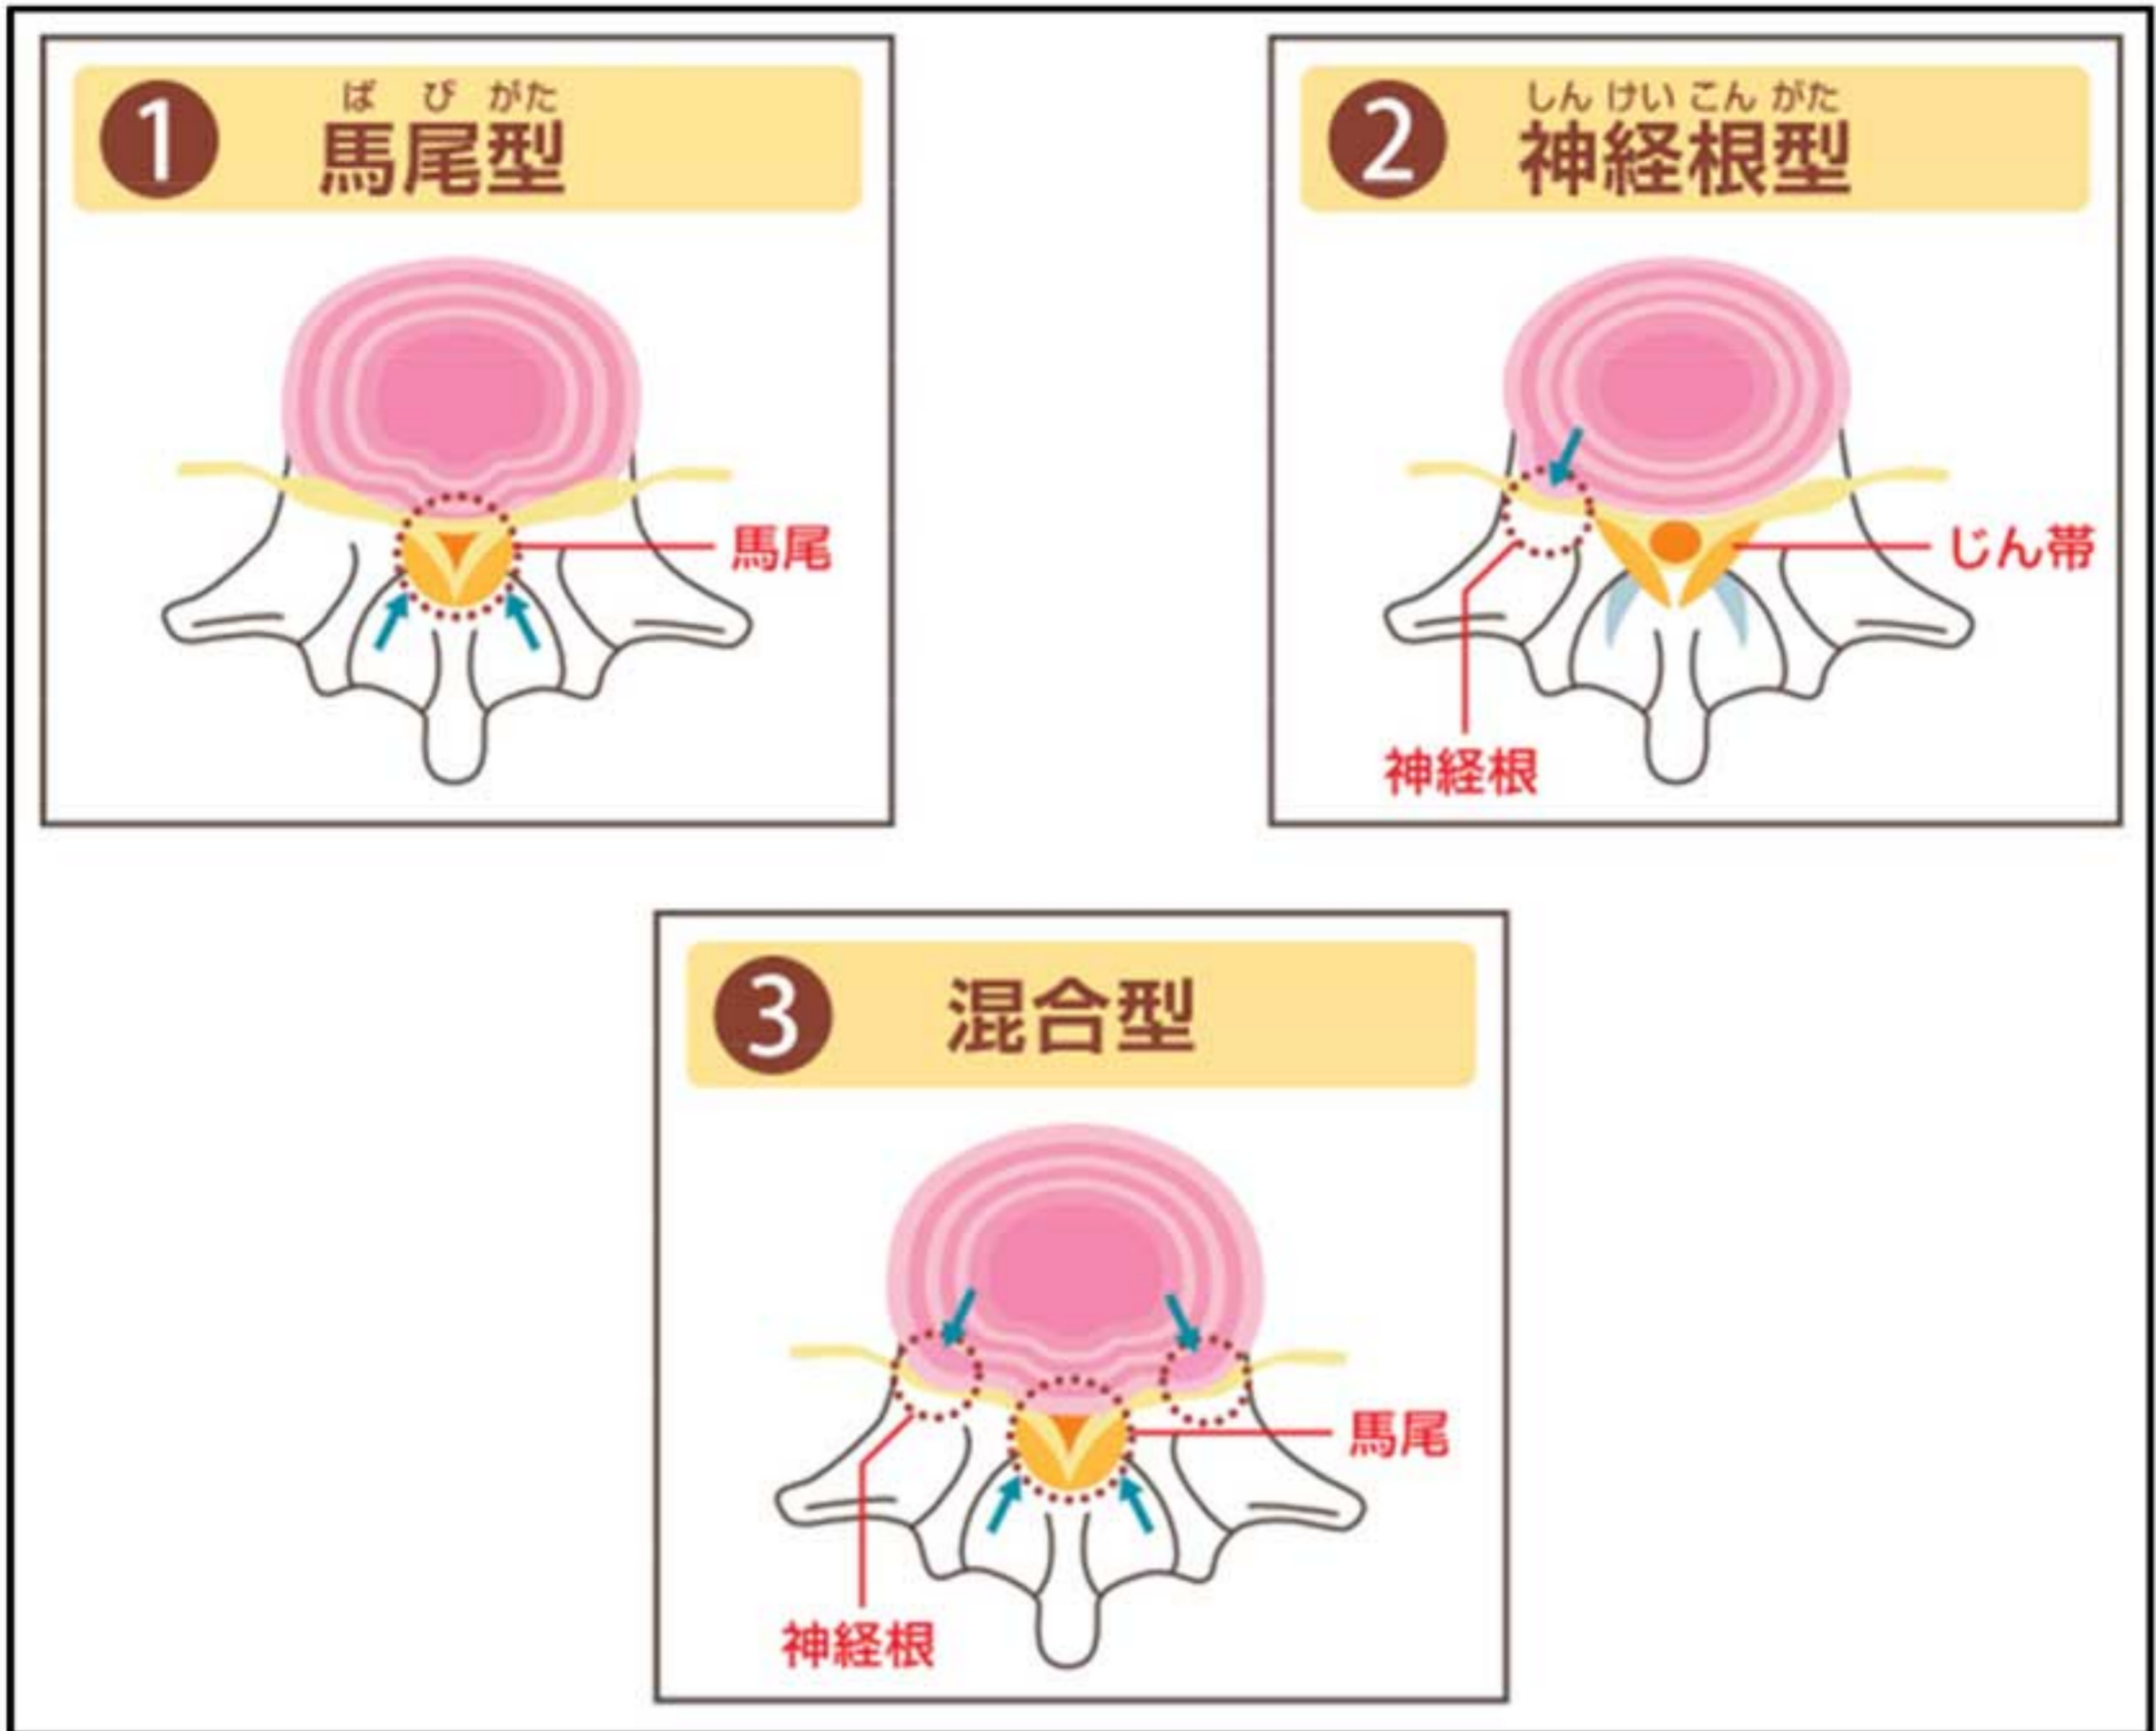 1
ば び がた
馬尾型
馬尾
2
しん けい こん がた
神経根型
じん帯
神経根
3
混合型
馬尾
神経根